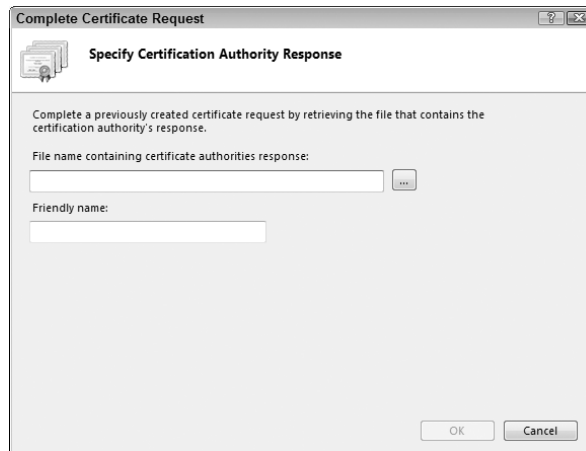 Complete Certificate Request
Specify Certification Authority Response
Complete a previously created certificate request by retrieving the file that contains the
certification authority's response.
File name containing certificate authorities response:
...
Friendly name:
OK Cancel